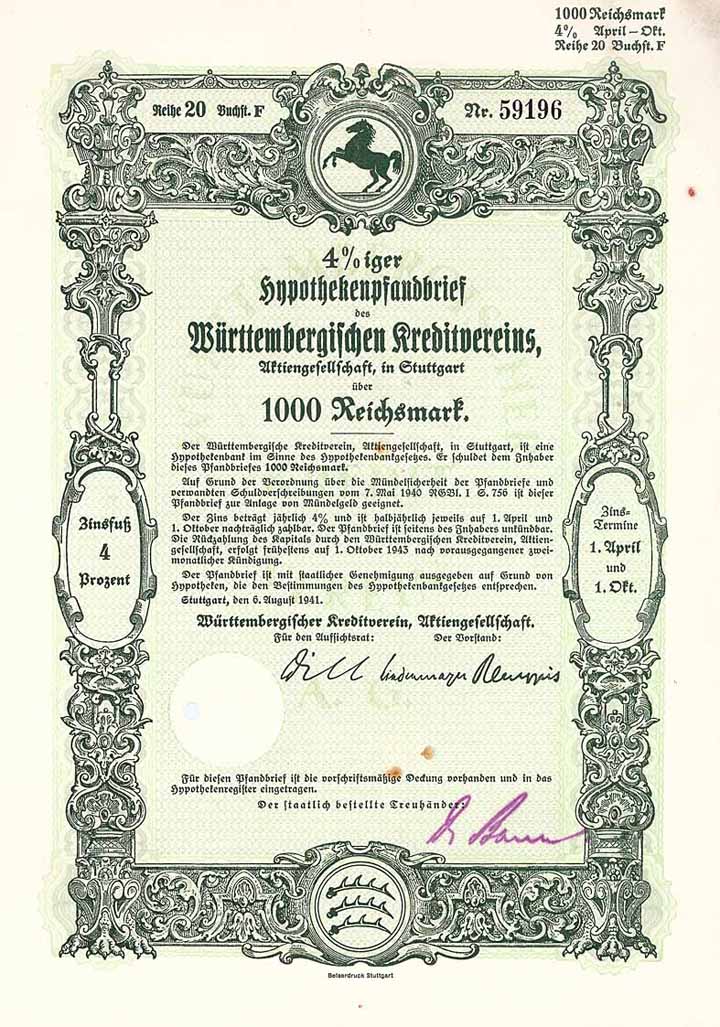 1000 Reichsmark
4% April – Okt.
Reihe 20 Buchst. F
Reihe 20 Buchst. F
Nr. 59196
4%iger
Hypothekenpfandbrief
des
Württembergischen Kreditvereins,
Aktiengesellschaft, in Stuttgart
über
1000 Reichsmark.
Der Württembergische Kreditverein, Aktiengesellschaft, in Stuttgart, ist eine
Hypothekenbank im Sinne des Hypothekenbankgesetzes. Er schuldet dem Inhaber
dieses Pfandbriefes 1000 Reichsmark.
Auf Grund der Verordnung über die Mündelsicherheit der Pfandbriefe und
verwandten Schuldverschreibungen vom 7. Mai 1940 RGBl. I S. 756 ist dieser
Pfandbrief zur Anlage von Mündelgeld geeignet.
Der Zins beträgt jährlich 4% und ist halbjährlich jeweils auf 1. April und
1. Oktober nachträglich zahlbar. Der Pfandbrief ist seitens des Inhabers unkündbar.
Die Rückzahlung des Kapitals durch den Württembergischen Kreditverein, Aktien-
gesellschaft, erfolgt frühestens auf 1. Oktober 1943 nach vorausgegangener zwei-
monatlicher Kündigung.
Der Pfandbrief ist mit staatlicher Genehmigung ausgegeben auf Grund von
Hypotheken, die den Bestimmungen des Hypothekenbankgesetzes entsprechen.
Stuttgart, den 6. August 1941.
Zinsfuß
4
Prozent
Zins-
Termine
1. April
und
1. Okt.
Württembergischer Kreditverein, Aktiengesellschaft.
Für den Aufsichtsrat:
Der Vorstand:
Dill
Lindenmayer
A. G.
Für diesen Pfandbrief ist die vorschriftsmäßige Deckung vorhanden und in das
Hypothekenregister eingetragen.
Der staatlich bestellte Treuhänder:
Belserdruck Stuttgart